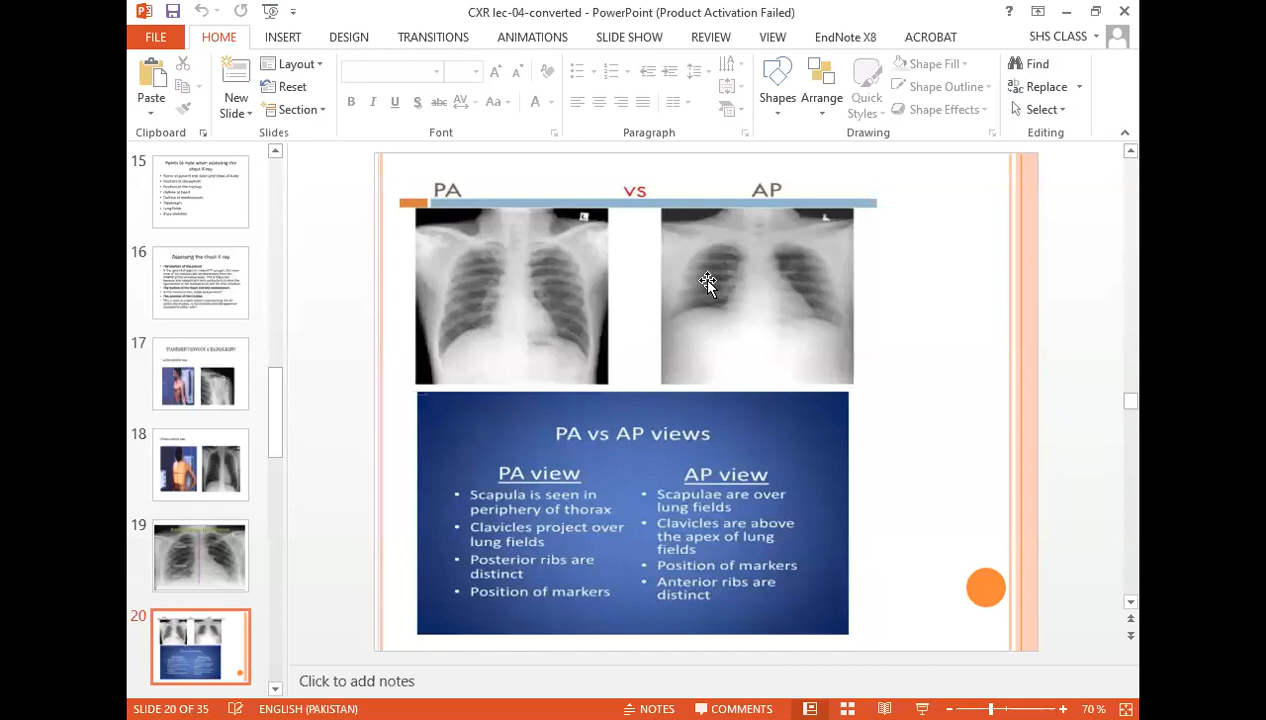 CXR lec-04-converted - PowerPoint (Product Activation Failed)
FILE
HOME
INSERT
DESIGN
TRANSITIONS
ANIMATIONS
SLIDE SHOW
REVIEW
VIEW
EndNote X8
ACROBAT
SHS CLASS
Paste
New
Slide
Layout
Reset
Section
Shapes
Arrange
Quick
Styles
Shape Fill
Shape Outline
Shape Effects
Find
Replace
Select
Clipboard
Slides
Font
Paragraph
Drawing
Editing
15
16
Assessing the Chest X ray
17
18
19
20
PA
vs
AP
L
L
PA vs AP views
PA view
• Scapula is seen in
periphery of thorax
• Clavicles project over
lung fields
• Posterior ribs are
distinct
• Position of markers
AP view
• Scapulae are over
lung fields
• Clavicles are above
the apex of lung
fields
• Position of markers
• Anterior ribs are
distinct
Click to add notes
SLIDE 20 OF 35
ENGLISH (PAKISTAN)
NOTES
COMMENTS
70 %